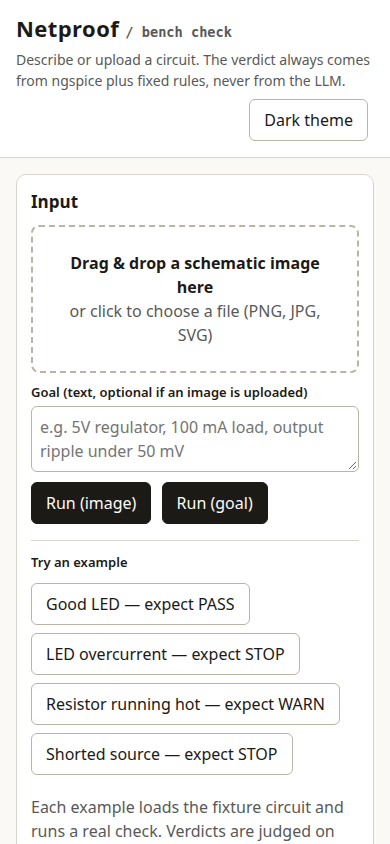 Netproof / bench check
Describe or upload a circuit. The verdict always comes
from ngspice plus fixed rules, never from the LLM.
Dark theme
Input
Drag & drop a schematic image
here
or click to choose a file (PNG, JPG,
SVG)
Goal (text, optional if an image is uploaded)
e.g. 5V regulator, 100 mA load, output
ripple under 50 mV
Run (image) Run (goal)
Try an example
Good LED — expect PASS
LED overcurrent — expect STOP
Resistor running hot — expect WARN
Shorted source — expect STOP
Each example loads the fixture circuit and
runs a real check. Verdicts are judged on